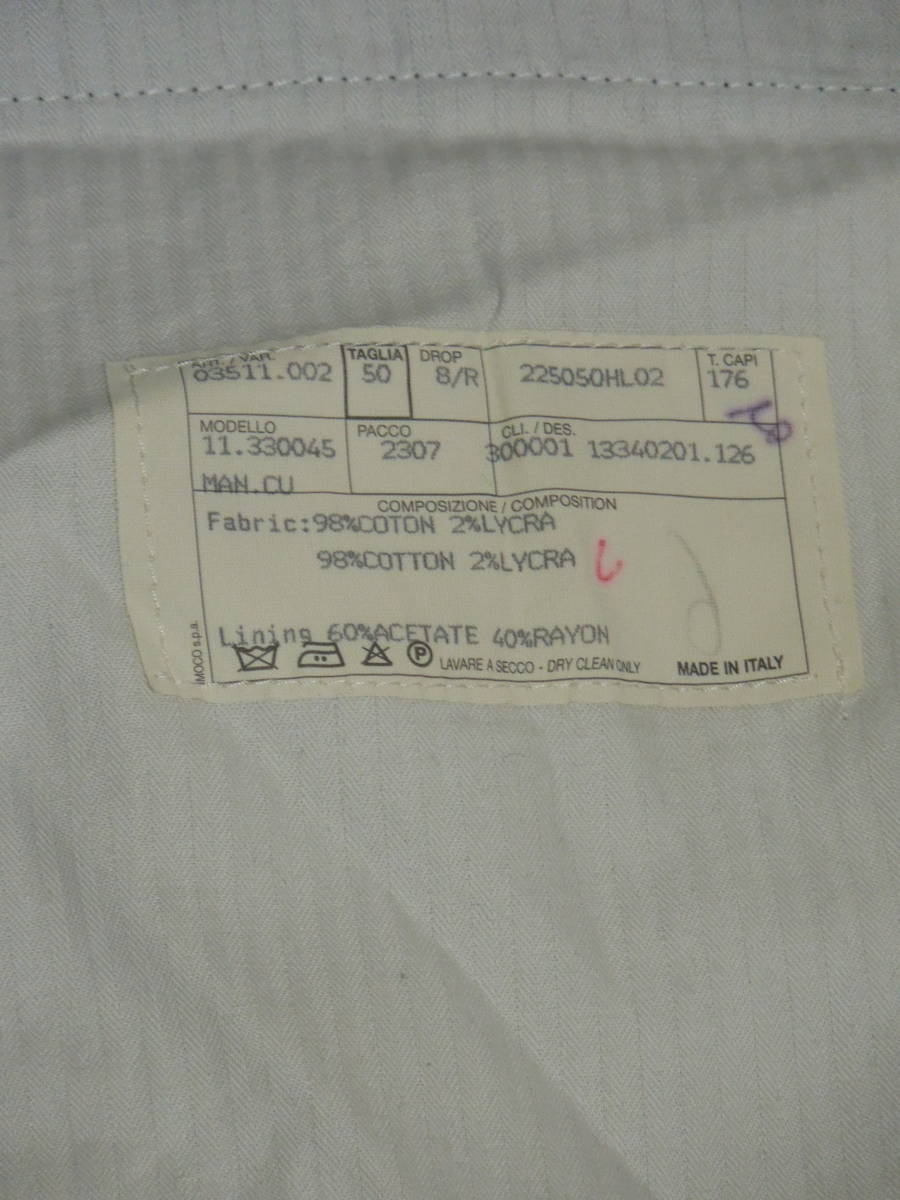 ART. / VAR. TAGLIA DROP T. CAPI
03511.002 50 8/R 225050HL02 176
MODELLO PACCO CLI. / DES.
11.330045 2307 300001 13340201.126
MAN.CU
COMPOSIZIONE / COMPOSITION
Fabric:98%COTON 2%LYCRA
98%COTTON 2%LYCRA
Lining 60%ACETATE 40%RAYON
P LAVARE A SECCO - DRY CLEAN ONLY MADE IN ITALY
IMOCO s.p.a.